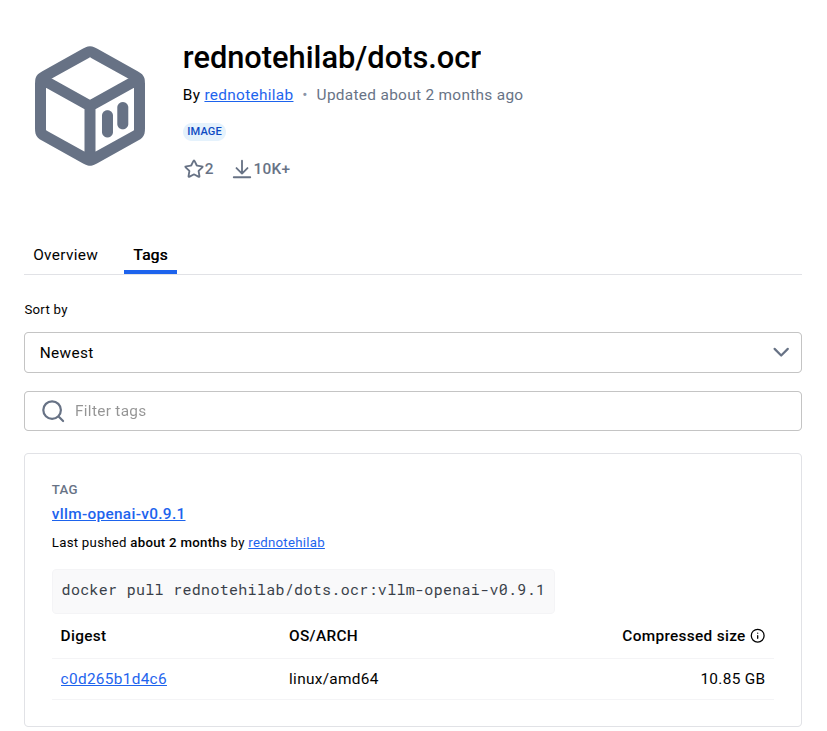 rednotehilab/dots.ocr
By rednotehilab • Updated about 2 months ago
IMAGE
2 10K+
Overview Tags
Sort by
Newest
Filter tags
TAG
vllm-openai-v0.9.1
Last pushed about 2 months by rednotehilab
docker pull rednotehilab/dots.ocr:vllm-openai-v0.9.1
Digest OS/ARCH Compressed size
c0d265b1d4c6 linux/amd64 10.85 GB